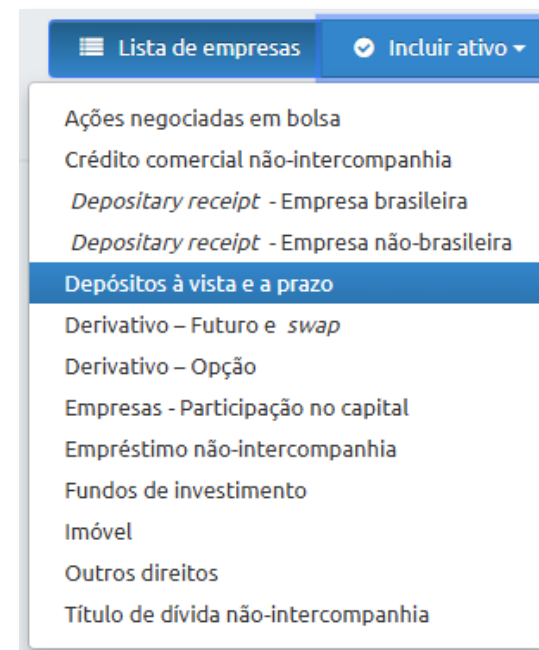 Lista de empresas Incluir ativo
Ações negociadas em bolsa
Crédito comercial não-intercompanhia
Depositary receipt - Empresa brasileira
Depositary receipt - Empresa não-brasileira
Depósitos à vista e a prazo
Derivativo – Futuro e swap
Derivativo – Opção
Empresas - Participação no capital
Empréstimo não-intercompanhia
Fundos de investimento
Imóvel
Outros direitos
Título de dívida não-intercompanhia